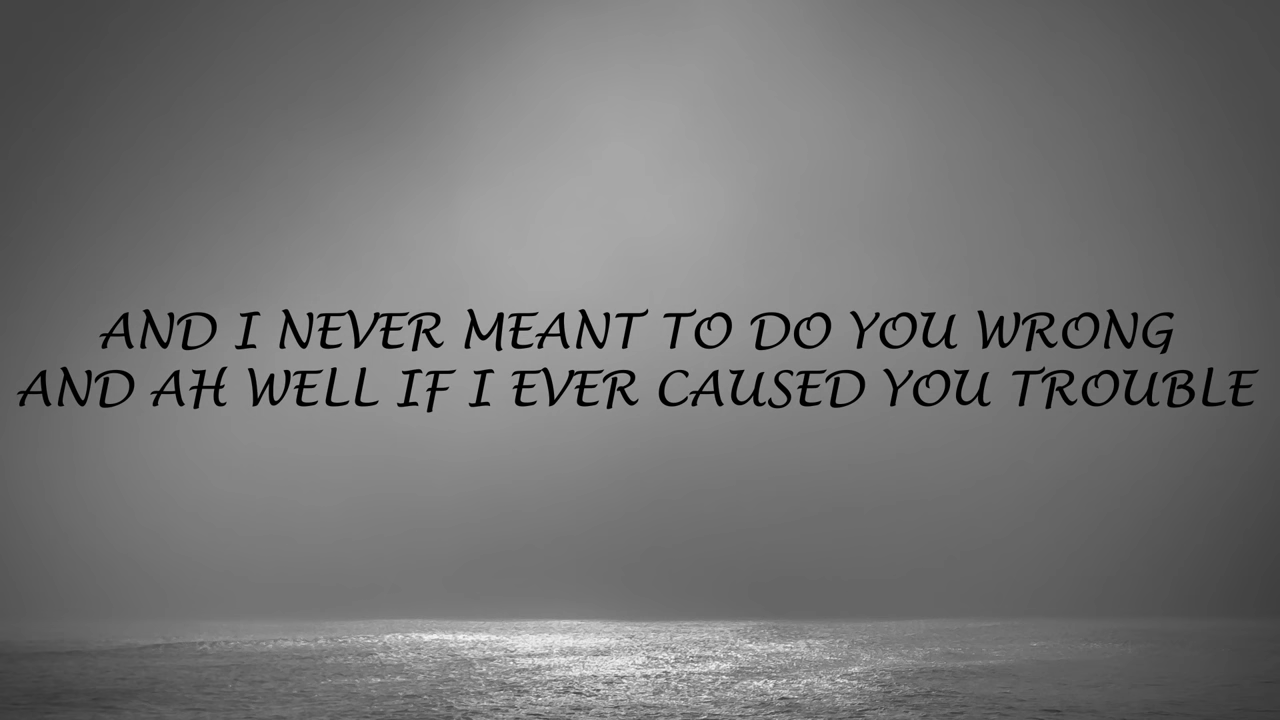 AND I NEVER MEANT TO DO YOU WRONG
AND AH WELL IF I EVER CAUSED YOU TROUBLE